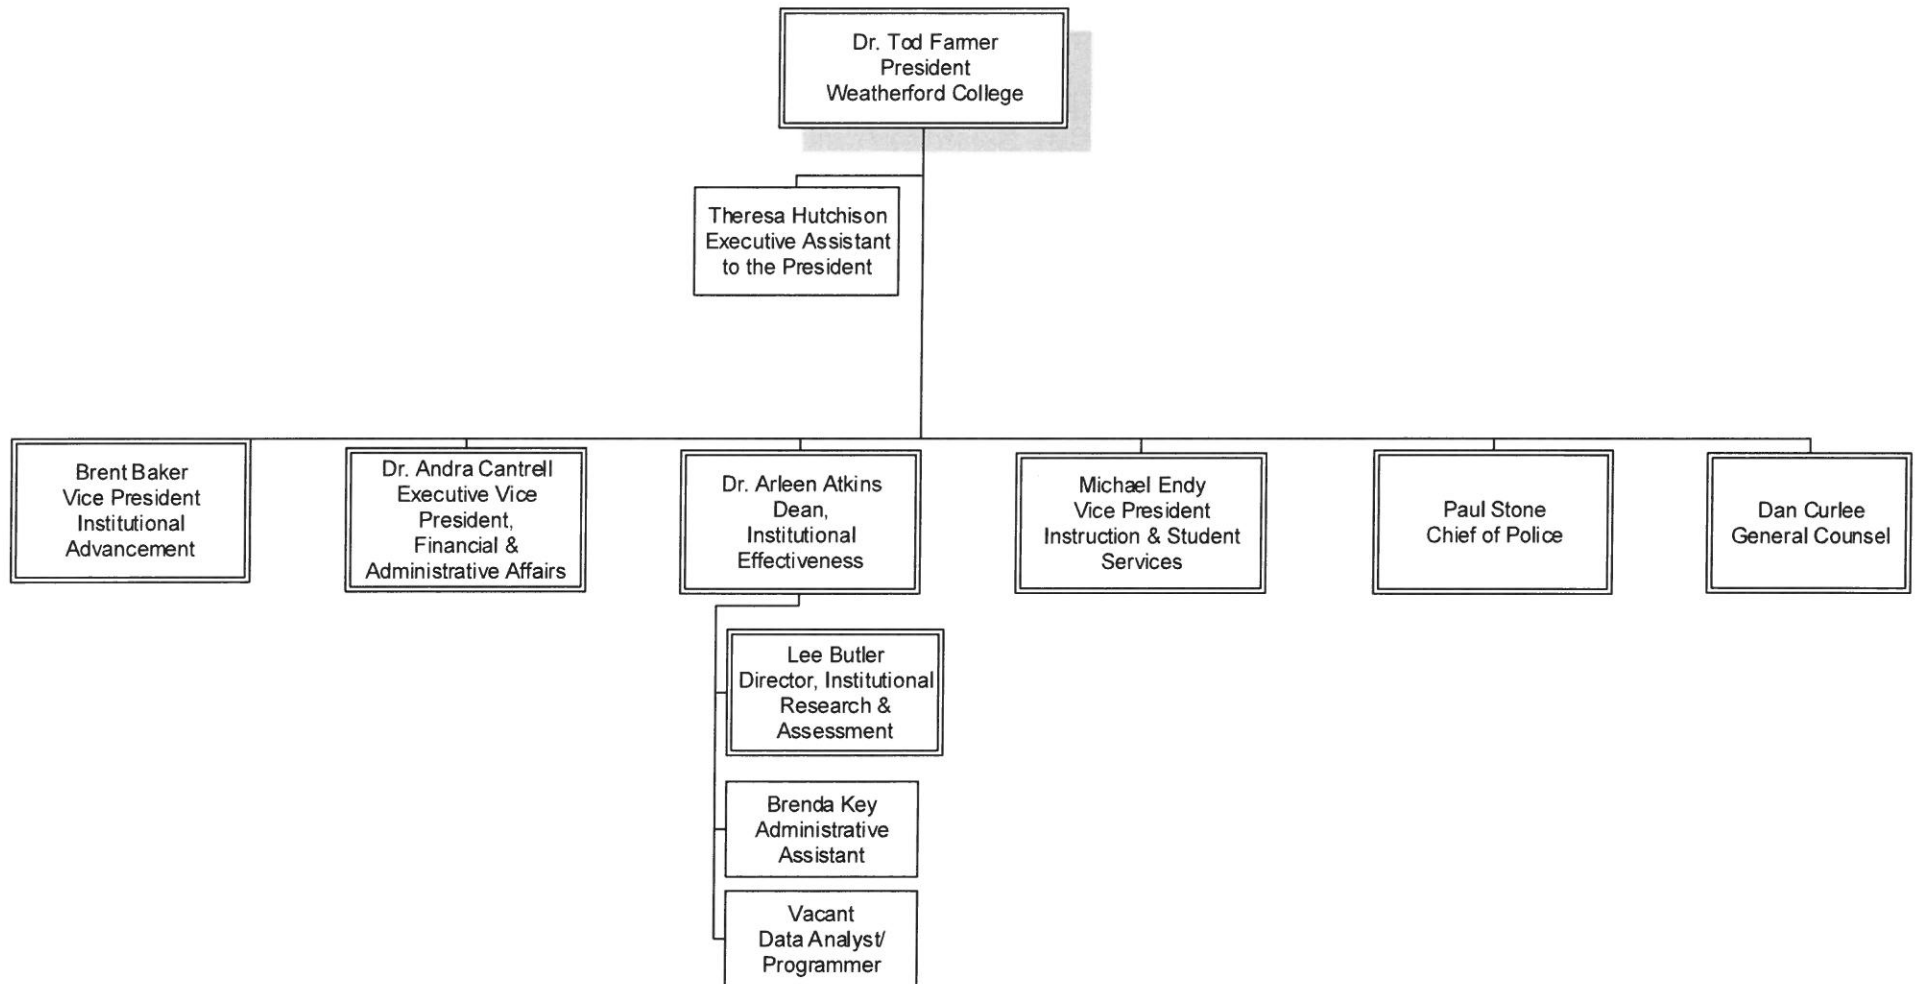 Dr. Tod Farmer
President
Weatherford College
Theresa Hutchison
Executive Assistant
to the President
Brent Baker
Vice President
Institutional
Advancement
Dr. Andra Cantrell
Executive Vice
President,
Financial &
Administrative Affairs
Dr. Arleen Atkins
Dean,
Institutional
Effectiveness
Michael Endy
Vice President
Instruction & Student
Services
Paul Stone
Chief of Police
Dan Curlee
General Counsel
Lee Butler
Director, Institutional
Research &
Assessment
Brenda Key
Administrative
Assistant
Vacant
Data Analyst/
Programmer